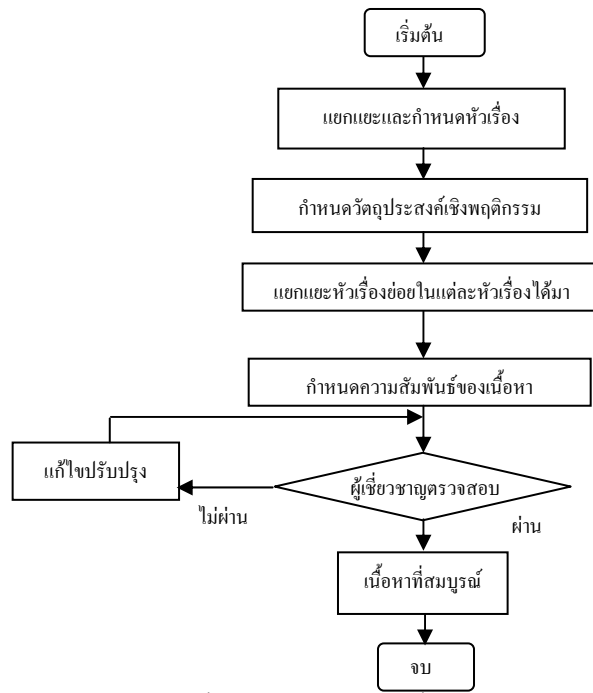 เริ่มต้น
แยกแยะและกำหนดหัวเรื่อง
กำหนดวัตถุประสงค์เชิงพฤติกรรม
แยกแยะหัวเรื่องย่อยในแต่ละหัวเรื่องได้มา
กำหนดความสัมพันธ์ของเนื้อหา
แก้ไขปรับปรุง
ผู้เชี่ยวชาญตรวจสอบ
ไม่ผ่าน
ผ่าน
เนื้อหาที่สมบูรณ์
จบ